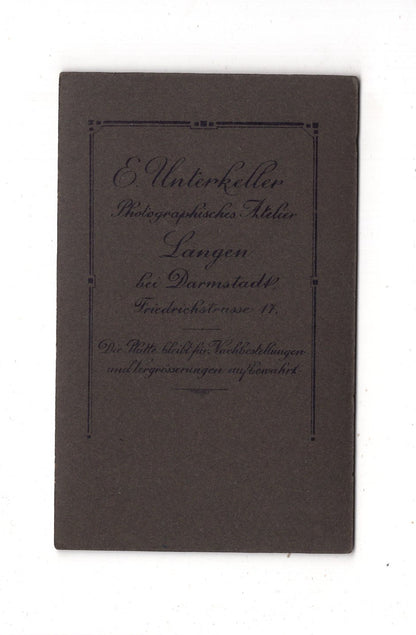 E. Unterkeller
Photographisches Atelier
Langen
bei Darmstadt
Friedrichstrasse 17.
Die Platte bleibt für Nachbestellungen
und Vergrösserungen aufbewahrt